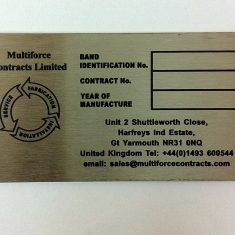 Multiforce
Contracts Limited
SERVICE
FABRICATION
INSTALLATION
BAND
IDENTIFICATION No.
CONTRACT No.
YEAR OF
MANUFACTURE
Unit 2 Shuttleworth Close,
Harfreys Ind Estate,
Gt Yarmouth NR31 0NQ
United Kingdom Tel: +44(0)1493 600544
email: sales@multiforcecontracts.com